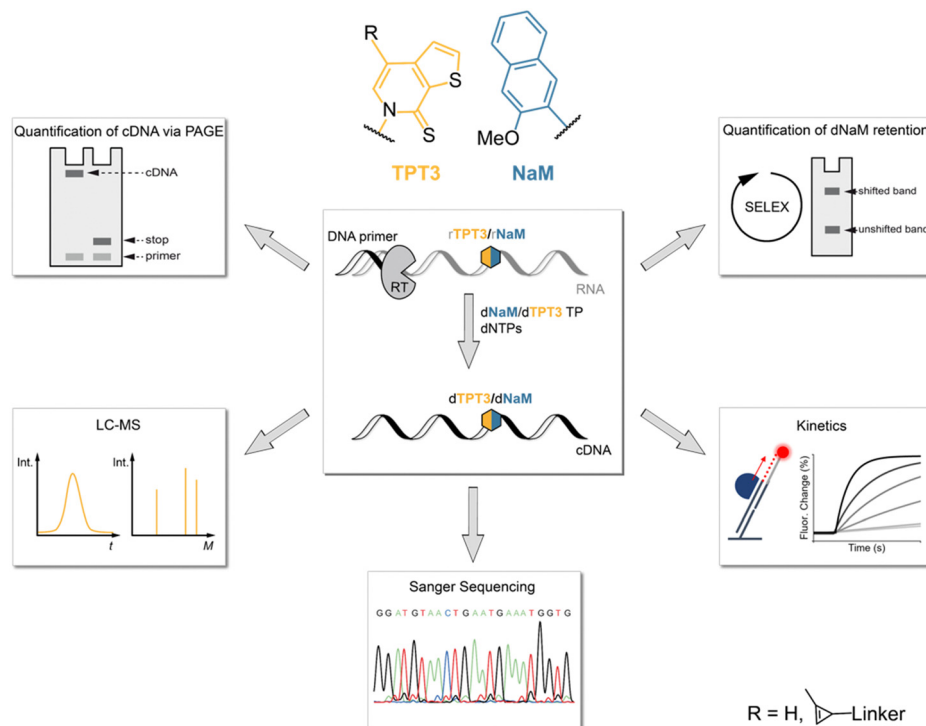 R
S
N
S
TPT3
MeO
NaM
Quantification of cDNA via PAGE
cDNA
stop
primer
Quantification of dNaM retention
SELEX
shifted band
unshifted band
DNA primer
rTPT3/rNaM
RT
RNA
dNaM/dTPT3 TP
dNTPs
dTPT3/dNaM
cDNA
LC-MS
Int.
t
Int.
M
Kinetics
Fluor. Change (%)
Time (s)
Sanger Sequencing
GGATGTAACTGAATGAAATGGTG
R = H, Linker